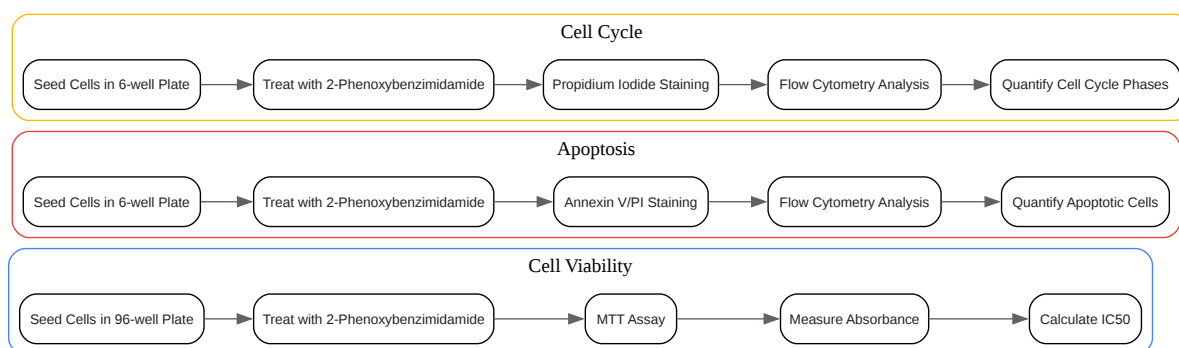 Cell Cycle
Seed Cells in 6-well Plate
Treat with 2-Phenoxybenzimidamide
Propidium Iodide Staining
Flow Cytometry Analysis
Quantify Cell Cycle Phases
Apoptosis
Seed Cells in 6-well Plate
Treat with 2-Phenoxybenzimidamide
Annexin V/PI Staining
Flow Cytometry Analysis
Quantify Apoptotic Cells
Cell Viability
Seed Cells in 96-well Plate
Treat with 2-Phenoxybenzimidamide
MTT Assay
Measure Absorbance
Calculate IC50